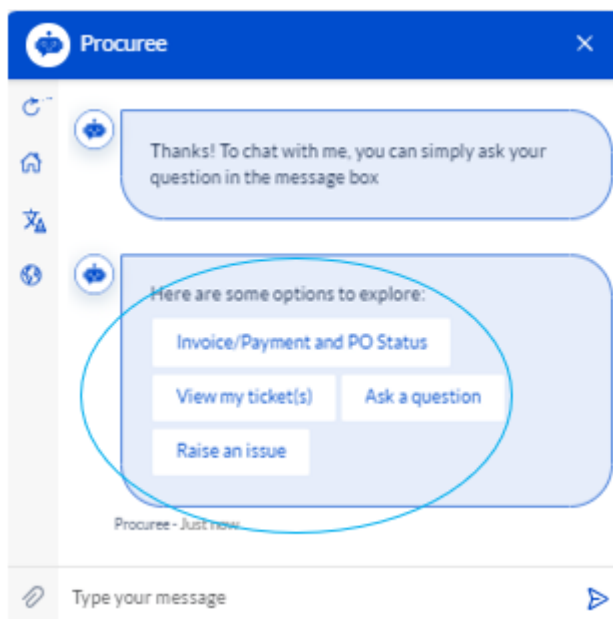 Procuree
Thanks! To chat with me, you can simply ask your
question in the message box
Here are some options to explore:
Invoice/Payment and PO Status
View my ticket(s) Ask a question
Raise an issue
Procuree - Just now
Type your message